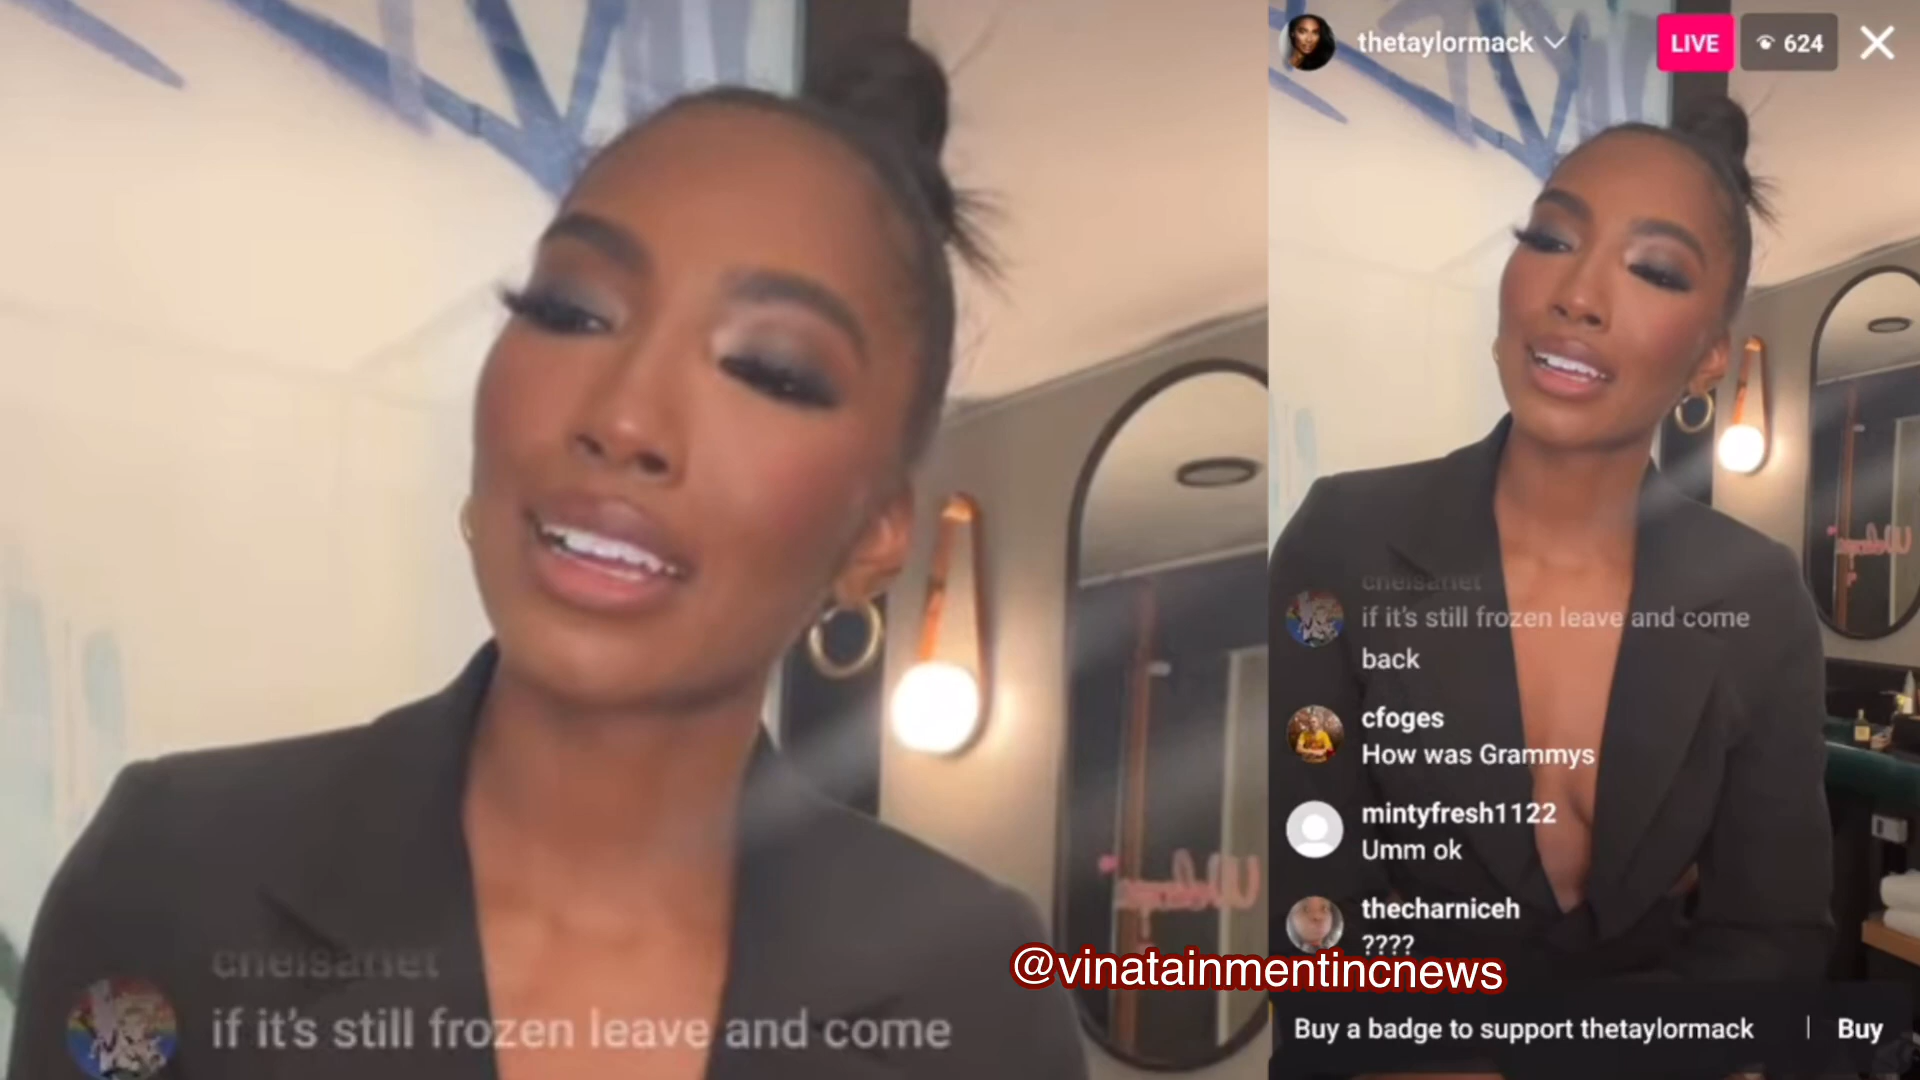 thetaylormack
LIVE
624
chelsanet
if it's still frozen leave and come
back
cfoges
How was Grammys
mintyfresh1122
Umm ok
thecharniceh
????
@vinatainmentincnews
Buy a badge to support thetaylormack | Buy
if it's still frozen leave and come